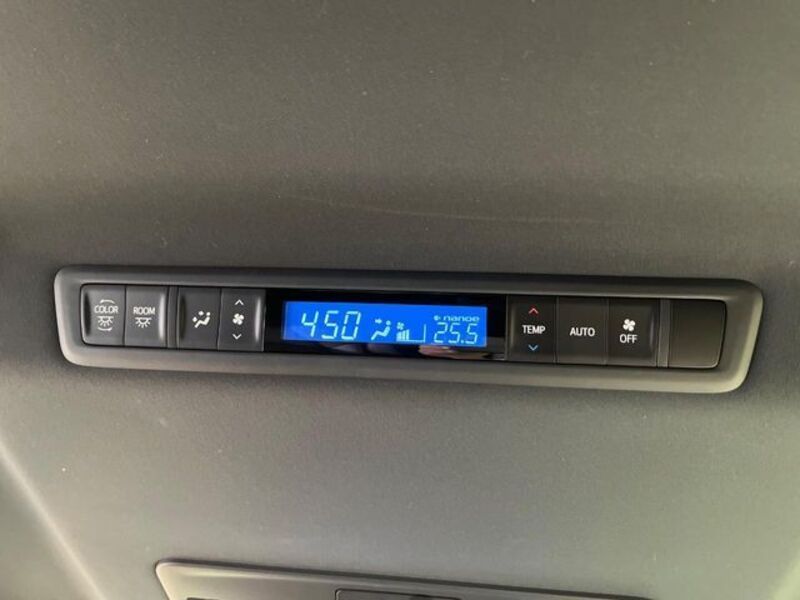 COLOR
ROOM
450
nanoe
25.5
TEMP
AUTO
OFF